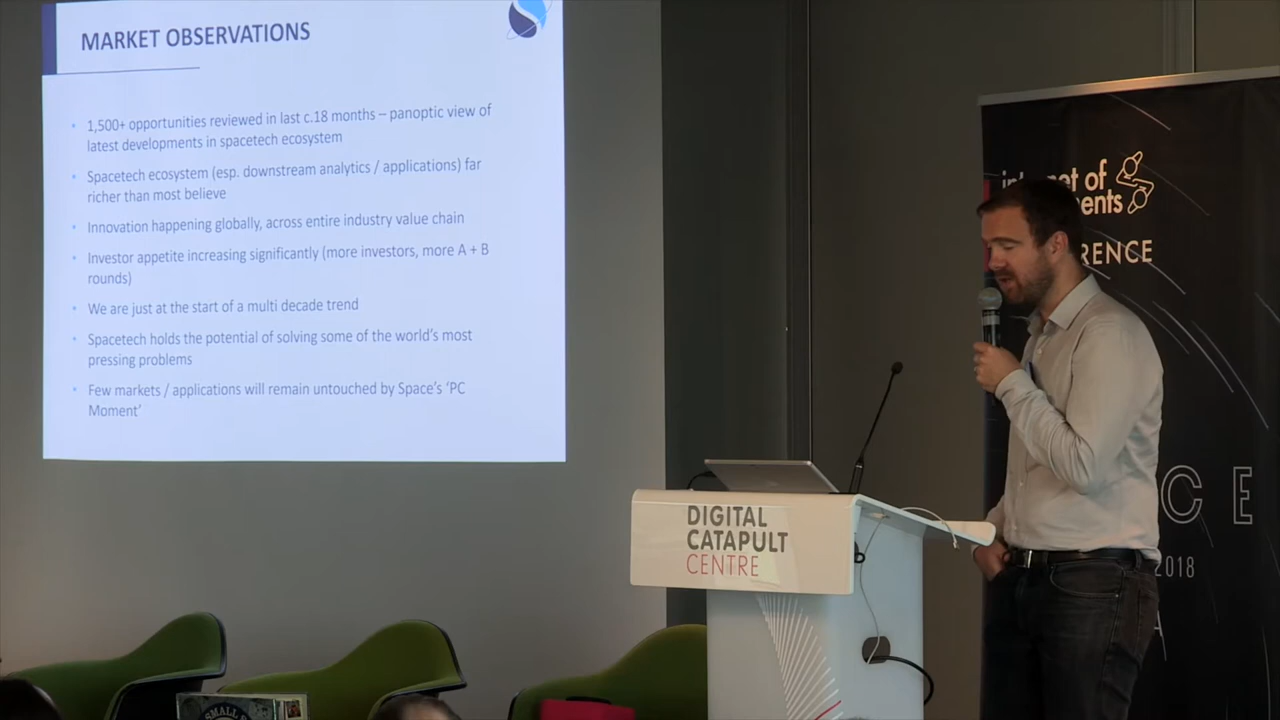 MARKET OBSERVATIONS
1,500+ opportunities reviewed in last c.18 months – panoptic view of
latest developments in spacetech ecosystem
Spacetech ecosystem (esp. downstream analytics / applications) far
richer than most believe
Innovation happening globally, across entire industry value chain
Investor appetite increasing significantly (more investors, more A + B
rounds)
We are just at the start of a multi decade trend
Spacetech holds the potential of solving some of the world's most
pressing problems
Few markets / applications will remain untouched by Space's 'PC
Moment'
DIGITAL
CATAPULT
CENTRE
of
ents
RENCE
C E
2018
A
SMALL